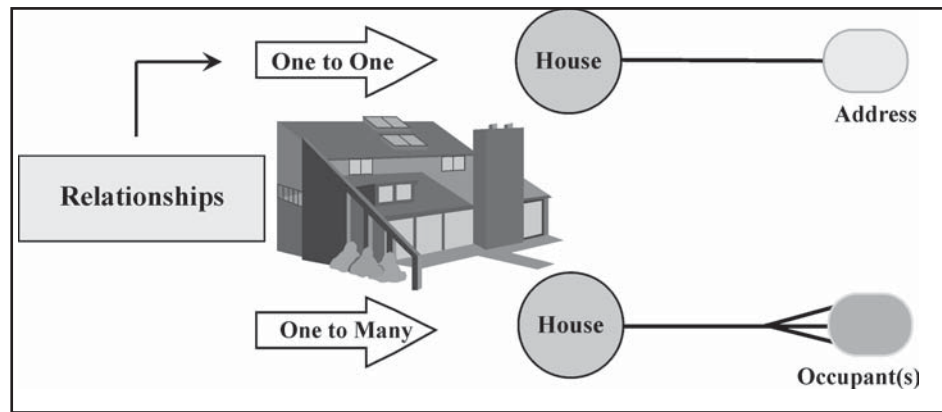 One to One
House
Address
Relationships
One to Many
House
Occupant(s)